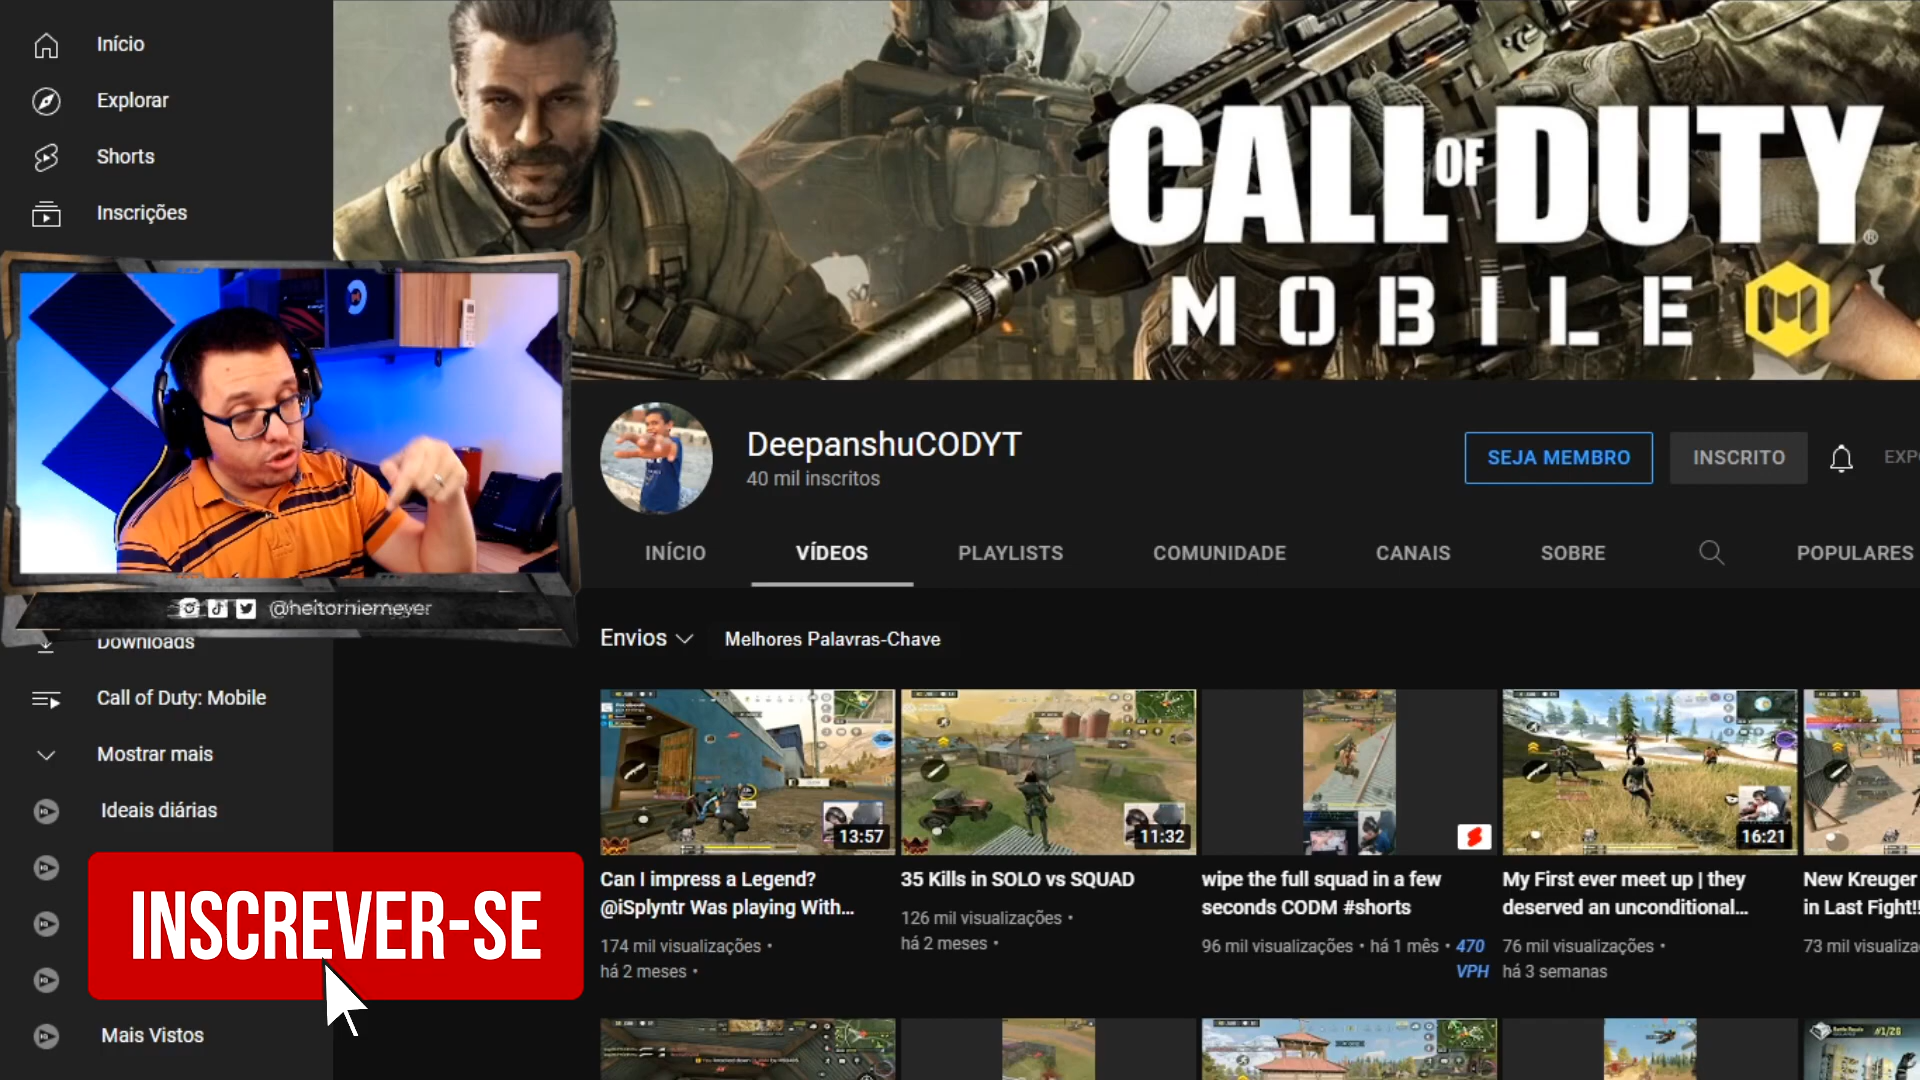 Início
Explorar
Shorts
Inscrições
CALL OF DUTY
®
MOBILE
@heitorniemeyer
DeepanshuCODYT
40 mil inscritos
SEJA MEMBRO
INSCRITO
INÍCIO
VÍDEOS
PLAYLISTS
COMUNIDADE
CANAIS
SOBRE
POPULARES
Envios
Melhores Palavras-Chave
Downloads
Call of Duty: Mobile
Mostrar mais
Ideais diárias
INSCREVER-SE
Mais Vistos
13:57
Can I impress a Legend?
@iSplyntr Was playing With...
174 mil visualizações •
há 2 meses •
11:32
35 Kills in SOLO vs SQUAD
126 mil visualizações •
há 2 meses •
wipe the full squad in a few
seconds CODM #shorts
96 mil visualizações • há 1 mês • 470
VPH
16:21
My First ever meet up | they
deserved an unconditional...
76 mil visualizações •
há 3 semanas
New Kreuger
in Last Fight!!
73 mil